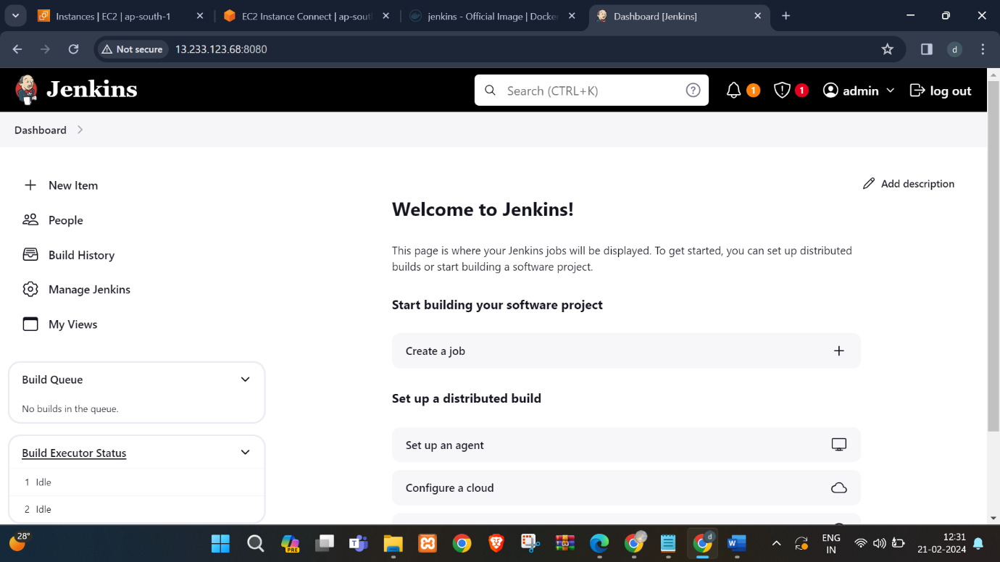 Instances | EC2 | ap-south-1
EC2 Instance Connect | ap-sout
jenkins - Official Image | Docke
Dashboard [Jenkins]
Not secure
13.233.123.68:8080
d
Jenkins
Search (CTRL+K)
?
1
1
admin
log out
Dashboard
New Item
People
Build History
Manage Jenkins
My Views
Build Queue
No builds in the queue.
Build Executor Status
1 Idle
2 Idle
Add description
Welcome to Jenkins!
This page is where your Jenkins jobs will be displayed. To get started, you can set up distributed
builds or start building a software project.
Start building your software project
Create a job
Set up a distributed build
Set up an agent
Configure a cloud
28°
PRE
d
W
ENG
IN
12:31
21-02-2024